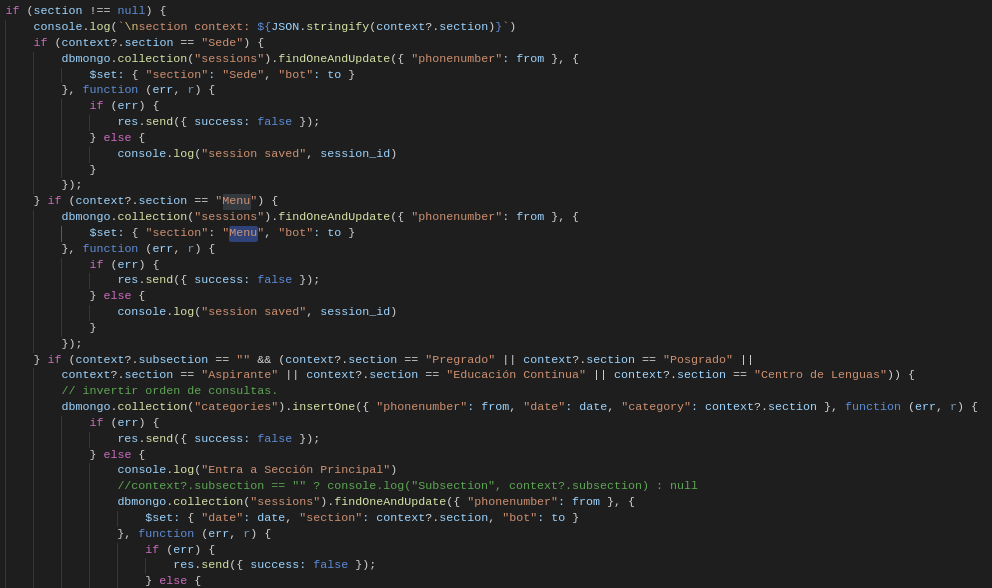 if (section !== null) {
    console.log(`\nsection context: ${JSON.stringify(context?.section)}`)
    if (context?.section == "Sede") {
        dbmongo.collection("sessions").findOneAndUpdate({ "phonenumber": from }, {
            $set: { "section": "Sede", "bot": to }
        }, function (err, r) {
            if (err) {
                res.send({ success: false });
            } else {
                console.log("session saved", session_id)
            }
        });
    } if (context?.section == "Menu") {
        dbmongo.collection("sessions").findOneAndUpdate({ "phonenumber": from }, {
            $set: { "section": "Menu", "bot": to }
        }, function (err, r) {
            if (err) {
                res.send({ success: false });
            } else {
                console.log("session saved", session_id)
            }
        });
    } if (context?.subsection == "" && (context?.section == "Pregrado" || context?.section == "Posgrado" ||
        context?.section == "Aspirante" || context?.section == "Educación Continua" || context?.section == "Centro de Lenguas")) {
        // invertir orden de consultas.
        dbmongo.collection("categories").insertOne({ "phonenumber": from, "date": date, "category": context?.section }, function (err, r) {
            if (err) {
                res.send({ success: false });
            } else {
                console.log("Entra a Sección Principal")
                //context?.subsection == "" ? console.log("Subsection", context?.subsection) : null
                dbmongo.collection("sessions").findOneAndUpdate({ "phonenumber": from }, {
                    $set: { "date": date, "section": context?.section, "bot": to }
                }, function (err, r) {
                    if (err) {
                        res.send({ success: false });
                    } else {